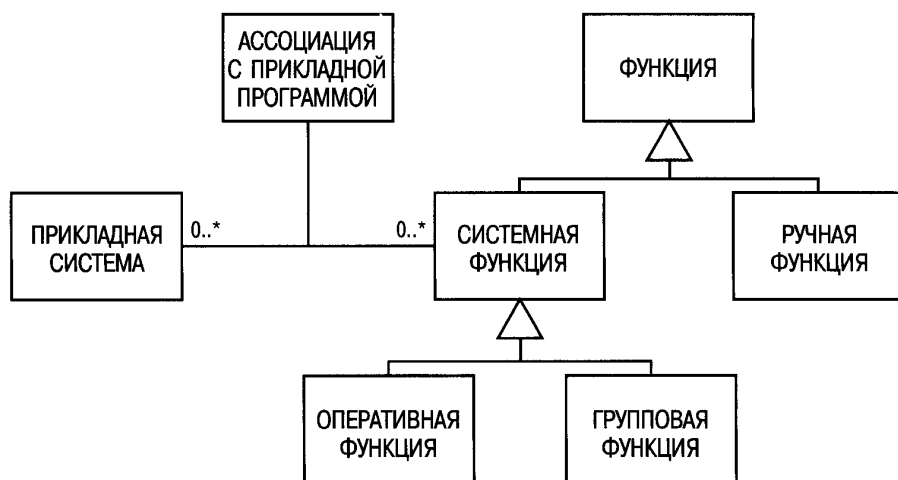 АССОЦИАЦИЯ
С ПРИКЛАДНОЙ
ПРОГРАММОЙ
ФУНКЦИЯ
ПРИКЛАДНАЯ
СИСТЕМА
0..*
0..*
СИСТЕМНАЯ
ФУНКЦИЯ
РУЧНАЯ
ФУНКЦИЯ
ОПЕРАТИВНАЯ
ФУНКЦИЯ
ГРУППОВАЯ
ФУНКЦИЯ